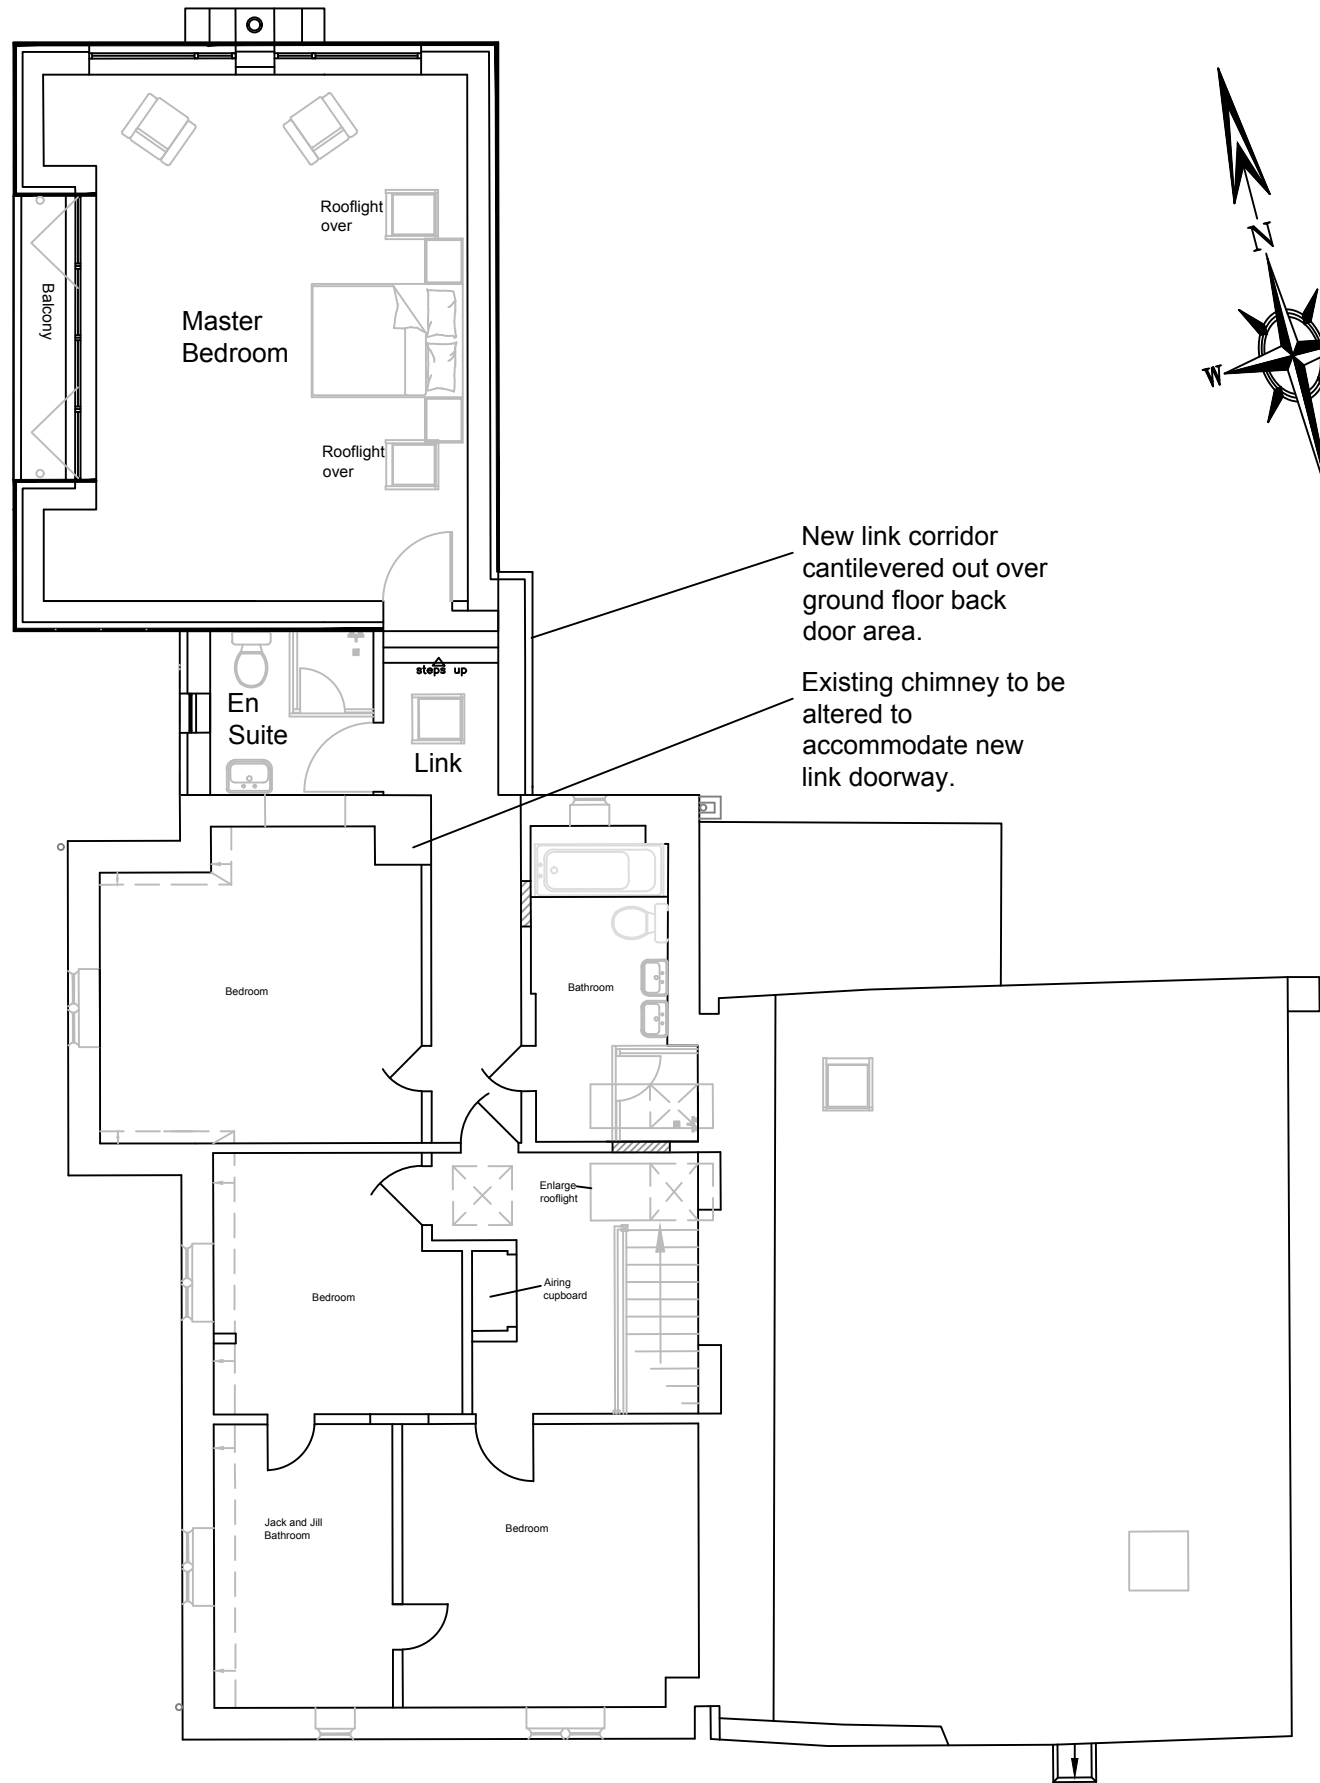 Rooflight
over
Balcony
Master
Bedroom
Rooflight
over
N
W
New link corridor
cantilevered out over
ground floor back
door area.
Existing chimney to be
altered to
accommodate new
link doorway.
steps up
En
Suite
Link
Bedroom
Bathroom
Enlarge
rooflight
Airing
cupboard
Bedroom
Jack and Jill
Bathroom
Bedroom